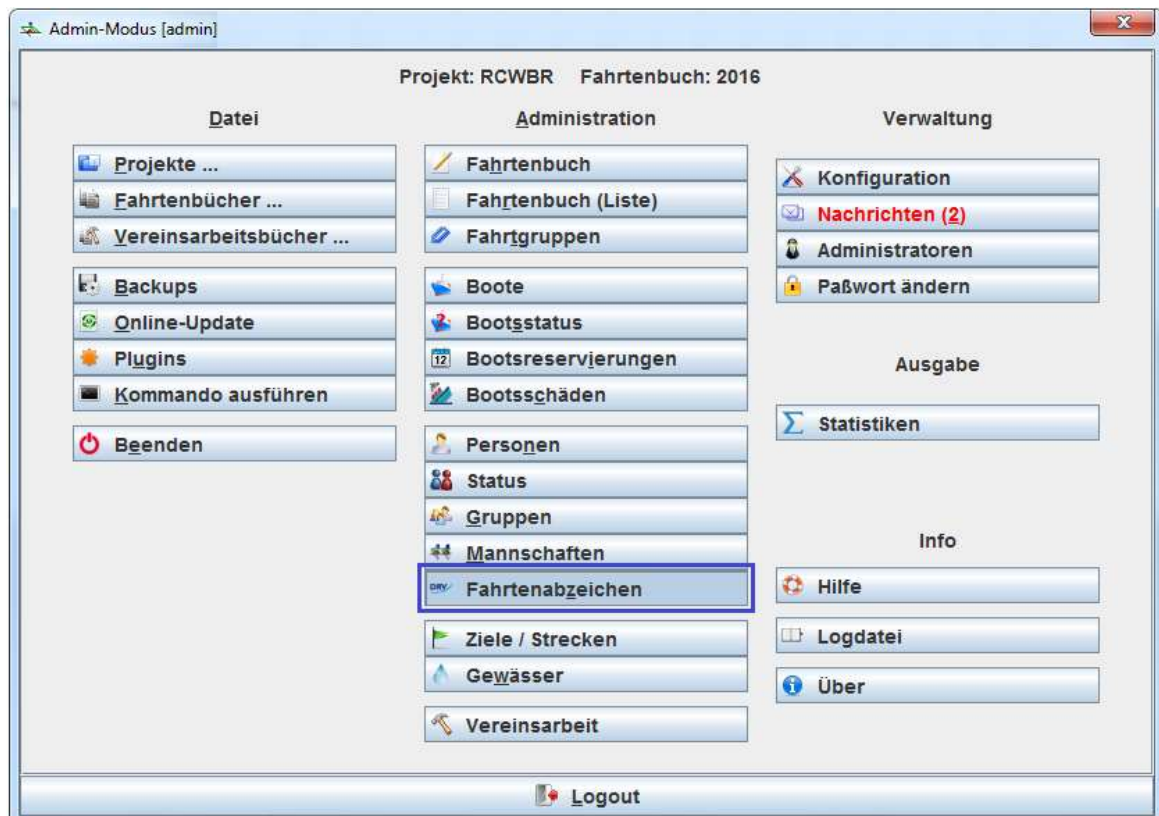 Admin-Modus [admin]
Projekt: RCWBR Fahrtenbuch: 2016
Datei
Projekte ...
Fahrtenbücher ...
Vereinsarbeitsbücher ...
Backups
Online-Update
Plugins
Kommando ausführen
Beenden
Administration
Fahrtenbuch
Fahrtenbuch (Liste)
Fahrtgruppen
Boote
Bootsstatus
12
Bootsreservierungen
Bootsschäden
Personen
Status
Gruppen
Mannschaften
DRV
Fahrtenabzeichen
Ziele / Strecken
Gewässer
Vereinsarbeit
Verwaltung
Konfiguration
Nachrichten (2)
Administratoren
Paßwort ändern
Ausgabe
Statistiken
Info
Hilfe
Logdatei
Über
Logout